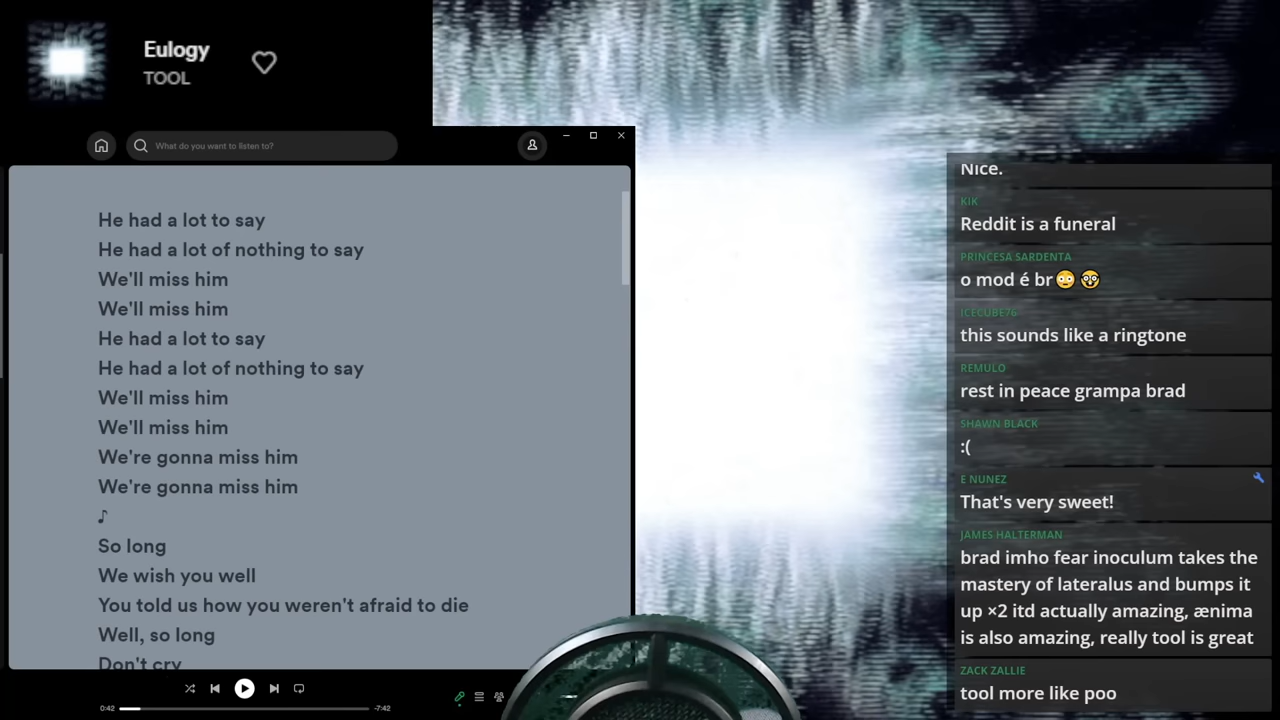 Eulogy
TOOL
What do you want to listen to?
He had a lot to say
He had a lot of nothing to say
We'll miss him
We'll miss him
He had a lot to say
He had a lot of nothing to say
We'll miss him
We'll miss him
We're gonna miss him
We're gonna miss him
♪
So long
We wish you well
You told us how you weren't afraid to die
Well, so long
Don't cry
0:42
-7:42
Nice.
KIK
Reddit is a funeral
PRINCESA SARDENTA
o mod é br😳 🤓
ICECUBE76
this sounds like a ringtone
REMULO
rest in peace grampa brad
SHAWN BLACK
:(
E NUNEZ
That's very sweet!
JAMES HALTERMAN
brad imho fear inoculum takes the
mastery of lateralus and bumps it
up ×2 itd actually amazing, ænima
is also amazing, really tool is great
ZACK ZALLIE
tool more like poo